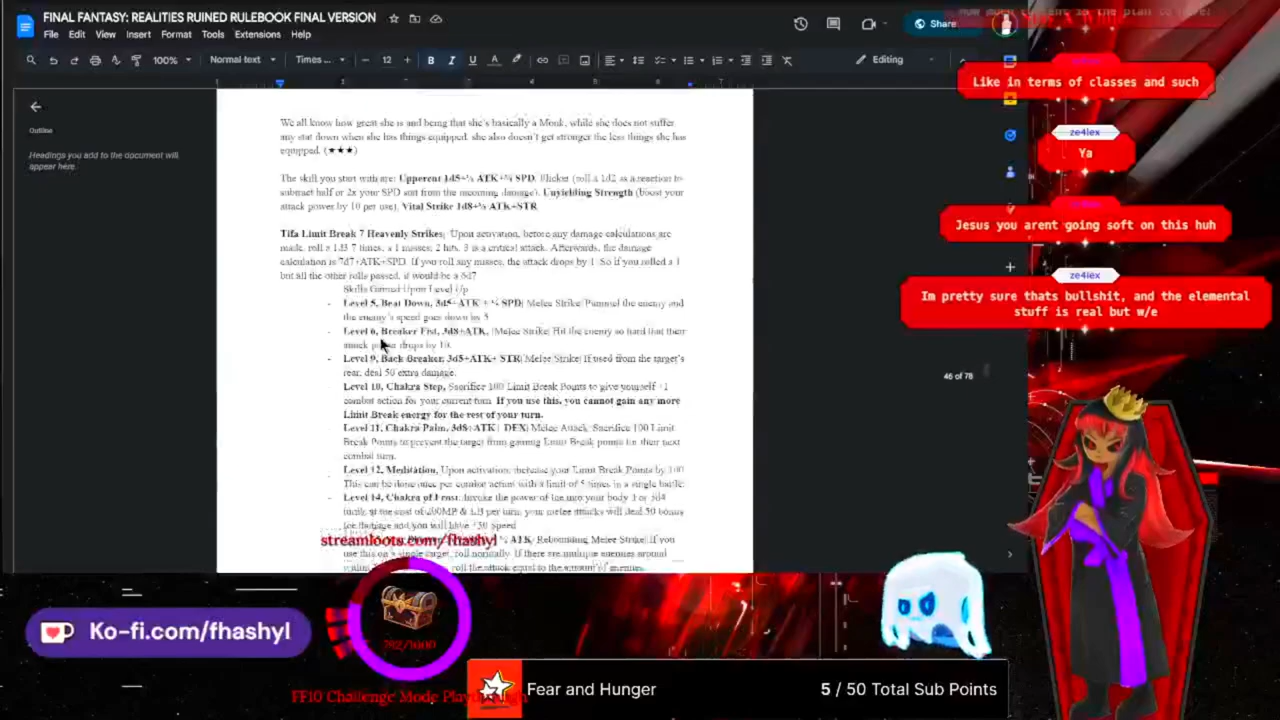 FINAL FANTASY: REALITIES RUINED RULEBOOK FINAL VERSION
File Edit View Insert Format Tools Extensions Help
Share
100% Normal text Times ... 12 Editing
Outline
Headings you add to the document will
appear here.
We all know how great she is and being that she's basically a Monk, while she does not suffer
any stat down when she has things equipped, she also doesn't get stronger the less things she has
equipped. (★★★)
The skill you start with are: Uppercut 1d5+½ ATK+½ SPD, Flicker (roll a 1d2 as a reaction to
subtract half or 2x your SPD stat from the incoming damage), Unyielding Strength (boost your
attack power by 10 per use), Vital Strike 1d8+½ ATK+STR
Tifa Limit Break 7 Heavenly Strikes: Upon activation, before any damage calculations are
made, roll a 1d3 7 times, a 1 misses, 2 hits, 3 is a critical attack. Afterwards, the damage
calculation is 7d7+ATK+SPD. If you roll any misses, the attack drops by 1. So if you rolled a 1
but all the other rolls passed, it would be a 6d7
Skills Gained Upon Level Up
- Level 5, Beat Down, 3d5+ATK + ½ SPD| Melee Strike| Pummel the enemy and
the enemy's speed goes down by 5
- Level 6, Breaker Fist, 3d8+ATK, |Melee Strike| Hit the enemy so hard that their
attack power drops by 10.
- Level 9, Back Breaker, 3d5+ATK+ STR| Melee Strike| If used from the target's
rear, deal 50 extra damage.
- Level 10, Chakra Step, Sacrifice 100 Limit Break Points to give yourself +1
combat action for your current turn. If you use this, you cannot gain any more
Limit Break energy for the rest of your turn.
- Level 11, Chakra Palm, 3d8+ATK+ DEX| Melee Attack. Sacrifice 100 Limit
Break Points to prevent the target from gaining Limit Break points for their next
combat turn.
- Level 12, Meditation, Upon activation, increase your Limit Break Points by 100
This can be done once per combat action with a limit of 5 times in a single battle.
- Level 14, Chakra of Frost, Invoke the power of ice into your body. For 3d4
turns, at the cost of 200MP & LB per turn, your melee attacks will deal 50 bonus
Ice damage and you will have +50 Speed
ATK Rebounding Melee Strike| If you
use this on a single target, roll normally. If there are multiple enemies around
roll the attack equal to the amount of enemies.
46 of 78
Like in terms of classes and such
ze4lex
Ya
Jesus you arent going soft on this huh
ze4lex
Im pretty sure thats bullshit, and the elemental
stuff is real but w/e
streamloots.com/fhashyl
Ko-fi.com/fhashyl
762/1000
FF10 Challenge Mode Playthrough
Fear and Hunger 5 / 50 Total Sub Points